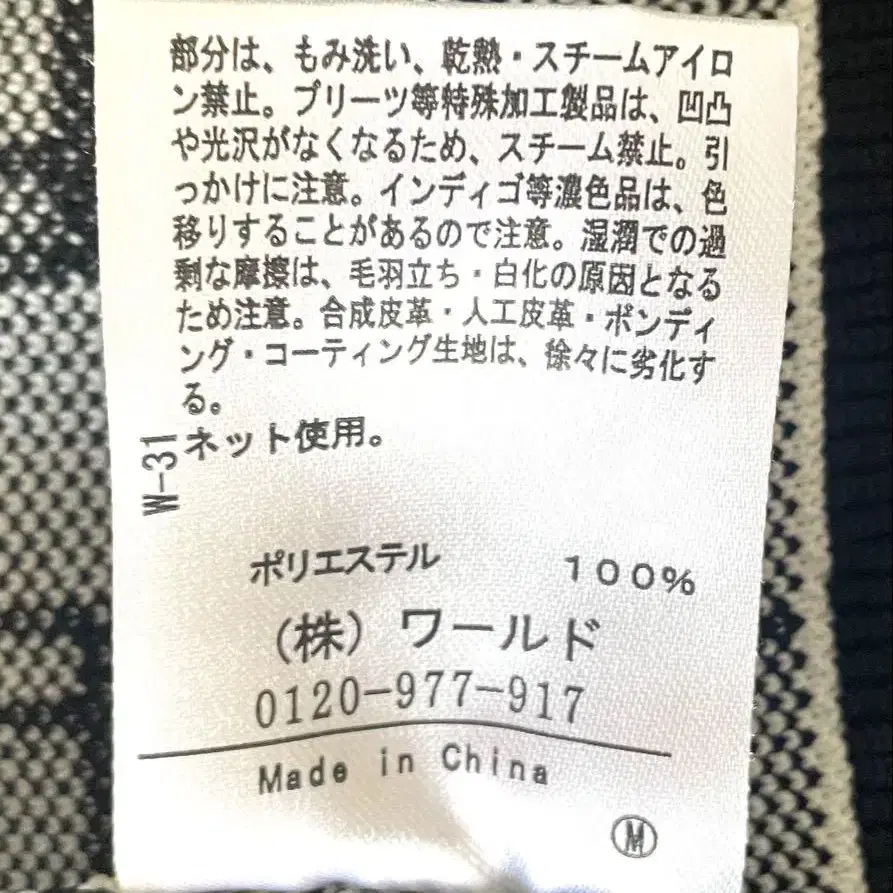 部分は、もみ洗い、乾熱・スチームアイロ
ン禁止。プリーツ等特殊加工製品は、凹凸
や光沢がなくなるため、スチーム禁止。引
っかけに注意。インディゴ等濃色品は、色
移りすることがあるので注意。湿潤での過
剰な摩擦は、毛羽立ち・白化の原因となる
ため注意。合成皮革・人工皮革・ボンディ
ング・コーティング生地は、徐々に劣化す
る。
ネット使用。
W-31
ポリエステル 100%
(株) ワールド
0120-977-917
Made in China
M